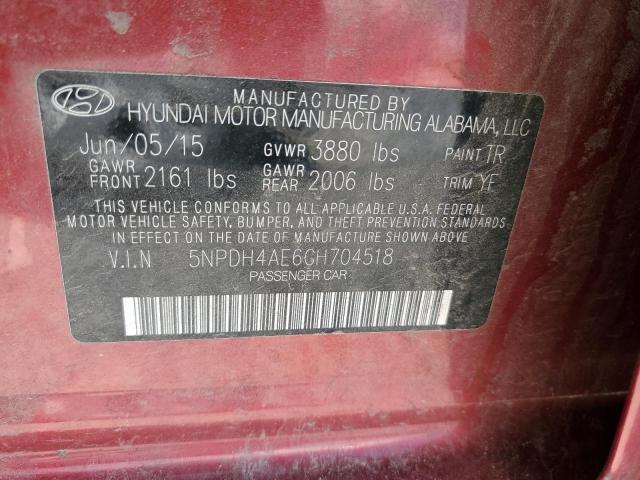 MANUFACTURED BY
HYUNDAI MOTOR MANUFACTURING ALABAMA, LLC
Jun/05/15 GVWR 3880 lbs PAINT TR
GAWR FRONT 2161 lbs GAWR REAR 2006 lbs TRIM YF
THIS VEHICLE CONFORMS TO ALL APPLICABLE U.S.A. FEDERAL
MOTOR VEHICLE SAFETY, BUMPER, AND THEFT PREVENTION STANDARDS
IN EFFECT ON THE DATE OF MANUFACTURE SHOWN ABOVE.
V.I.N 5NPDH4AE6GH704518
PASSENGER CAR